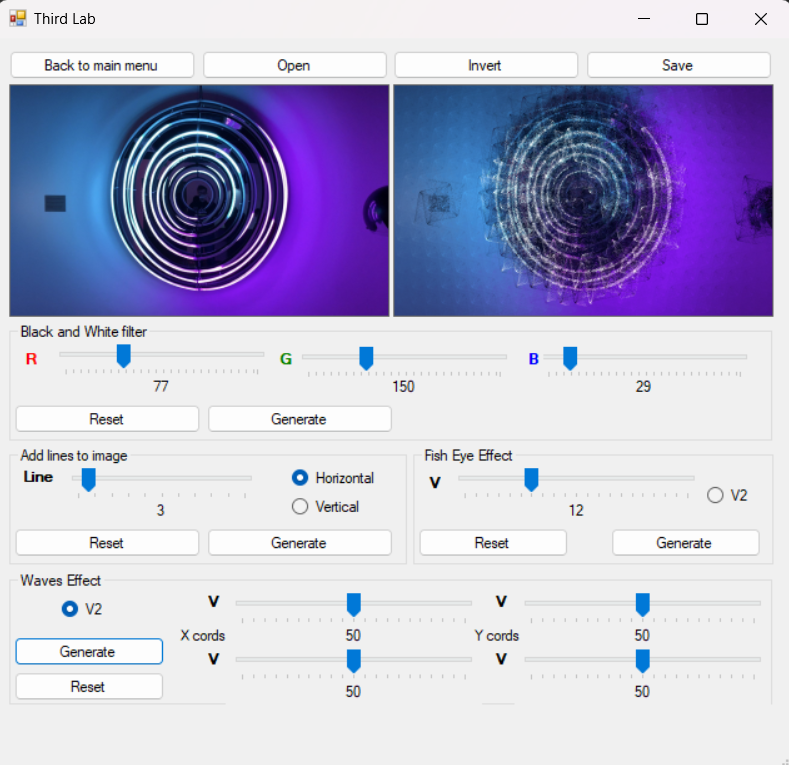 Third Lab
Back to main menu
Open
Invert
Save
Black and White filter
R
G
B
77
150
29
Reset
Generate
Add lines to image
Line
3
Horizontal
Vertical
Reset
Generate
Fish Eye Effect
V
12
V2
Reset
Generate
Waves Effect
V2
Generate
Reset
V
V
50
50
X cords
Y cords
V
V
50
50